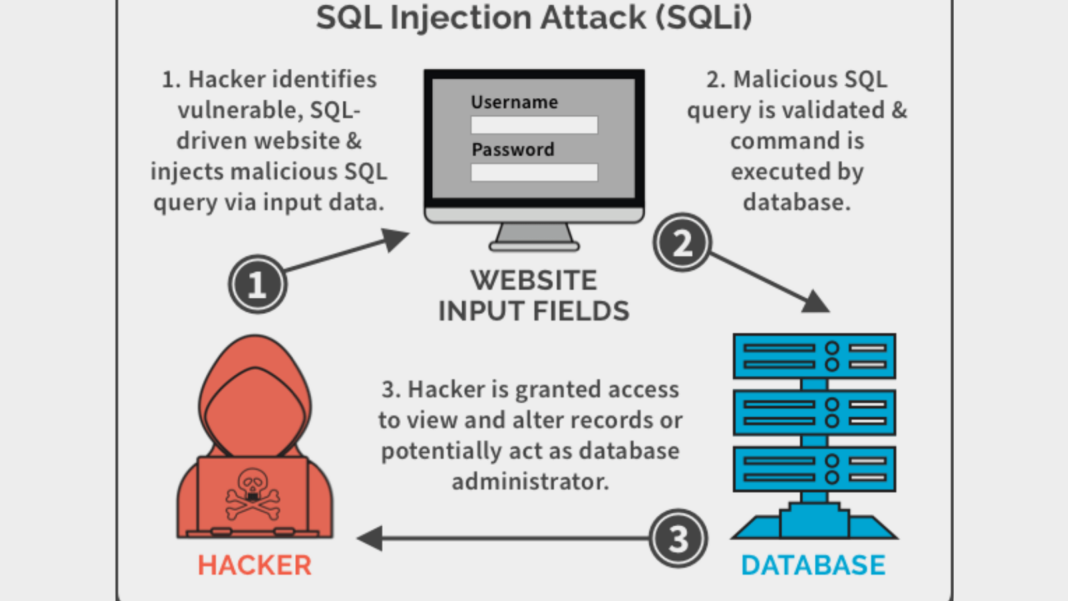 SQL Injection Attack (SQLi)
1. Hacker identifies
vulnerable, SQL-
driven website &
injects malicious SQL
query via input data.
Username
Password
2. Malicious SQL
query is validated &
command is
executed by
database.
1
2
WEBSITE
INPUT FIELDS
3. Hacker is granted access
to view and alter records or
potentially act as database
administrator.
3
HACKER
DATABASE